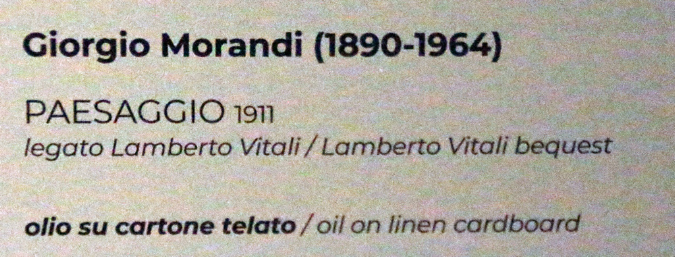 Giorgio Morandi (1890-1964)
PAESAGGIO 1911
legato Lamberto Vitali / Lamberto Vitali bequest
olio su cartone telato / oil on linen cardboard